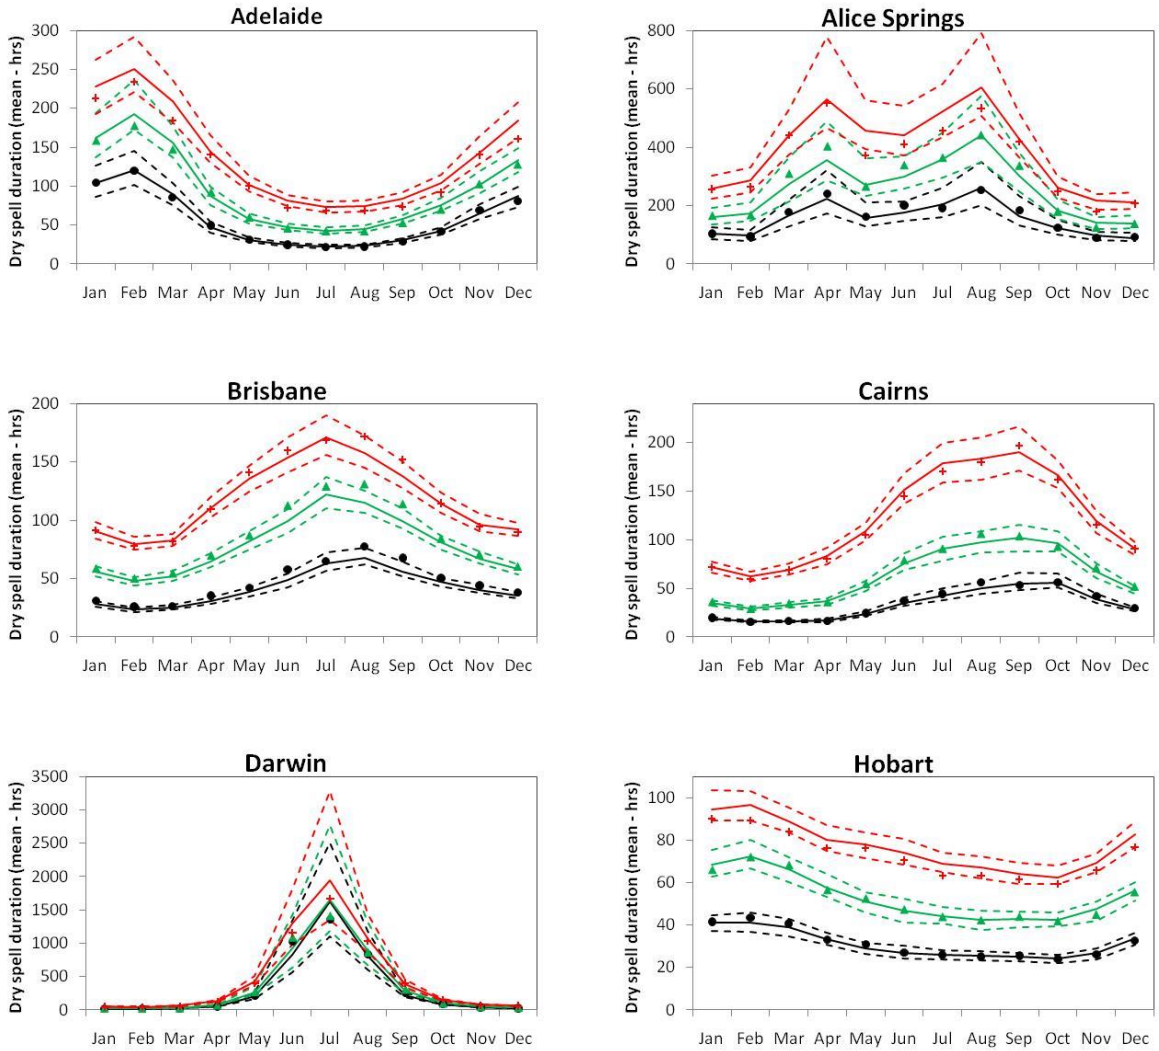 Adelaide
Dry spell duration (mean - hrs)
300
250
200
150
100
50
0
Jan Feb Mar Apr May Jun Jul Aug Sep Oct Nov Dec
Alice Springs
Dry spell duration (mean - hrs)
800
600
400
200
0
Jan Feb Mar Apr May Jun Jul Aug Sep Oct Nov Dec
Brisbane
Dry spell duration (mean - hrs)
200
150
100
50
0
Jan Feb Mar Apr May Jun Jul Aug Sep Oct Nov Dec
Cairns
Dry spell duration (mean - hrs)
200
150
100
50
0
Jan Feb Mar Apr May Jun Jul Aug Sep Oct Nov Dec
Darwin
Dry spell duration (mean - hrs)
3500
3000
2500
2000
1500
1000
500
0
Jan Feb Mar Apr May Jun Jul Aug Sep Oct Nov Dec
Hobart
Dry spell duration (mean - hrs)
100
80
60
40
20
0
Jan Feb Mar Apr May Jun Jul Aug Sep Oct Nov Dec